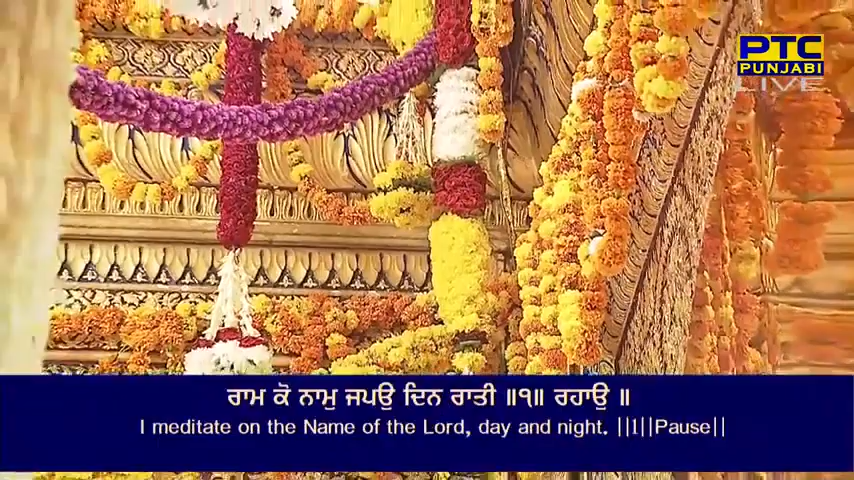 PTC
PUNJABI
LIVE
ਰਾਮ ਕੋ ਨਾਮੁ ਜਪਉ ਦਿਨ ਰਾਤੀ ॥੧॥ ਰਹਾਉ ॥
I meditate on the Name of the Lord, day and night. ||1||Pause||